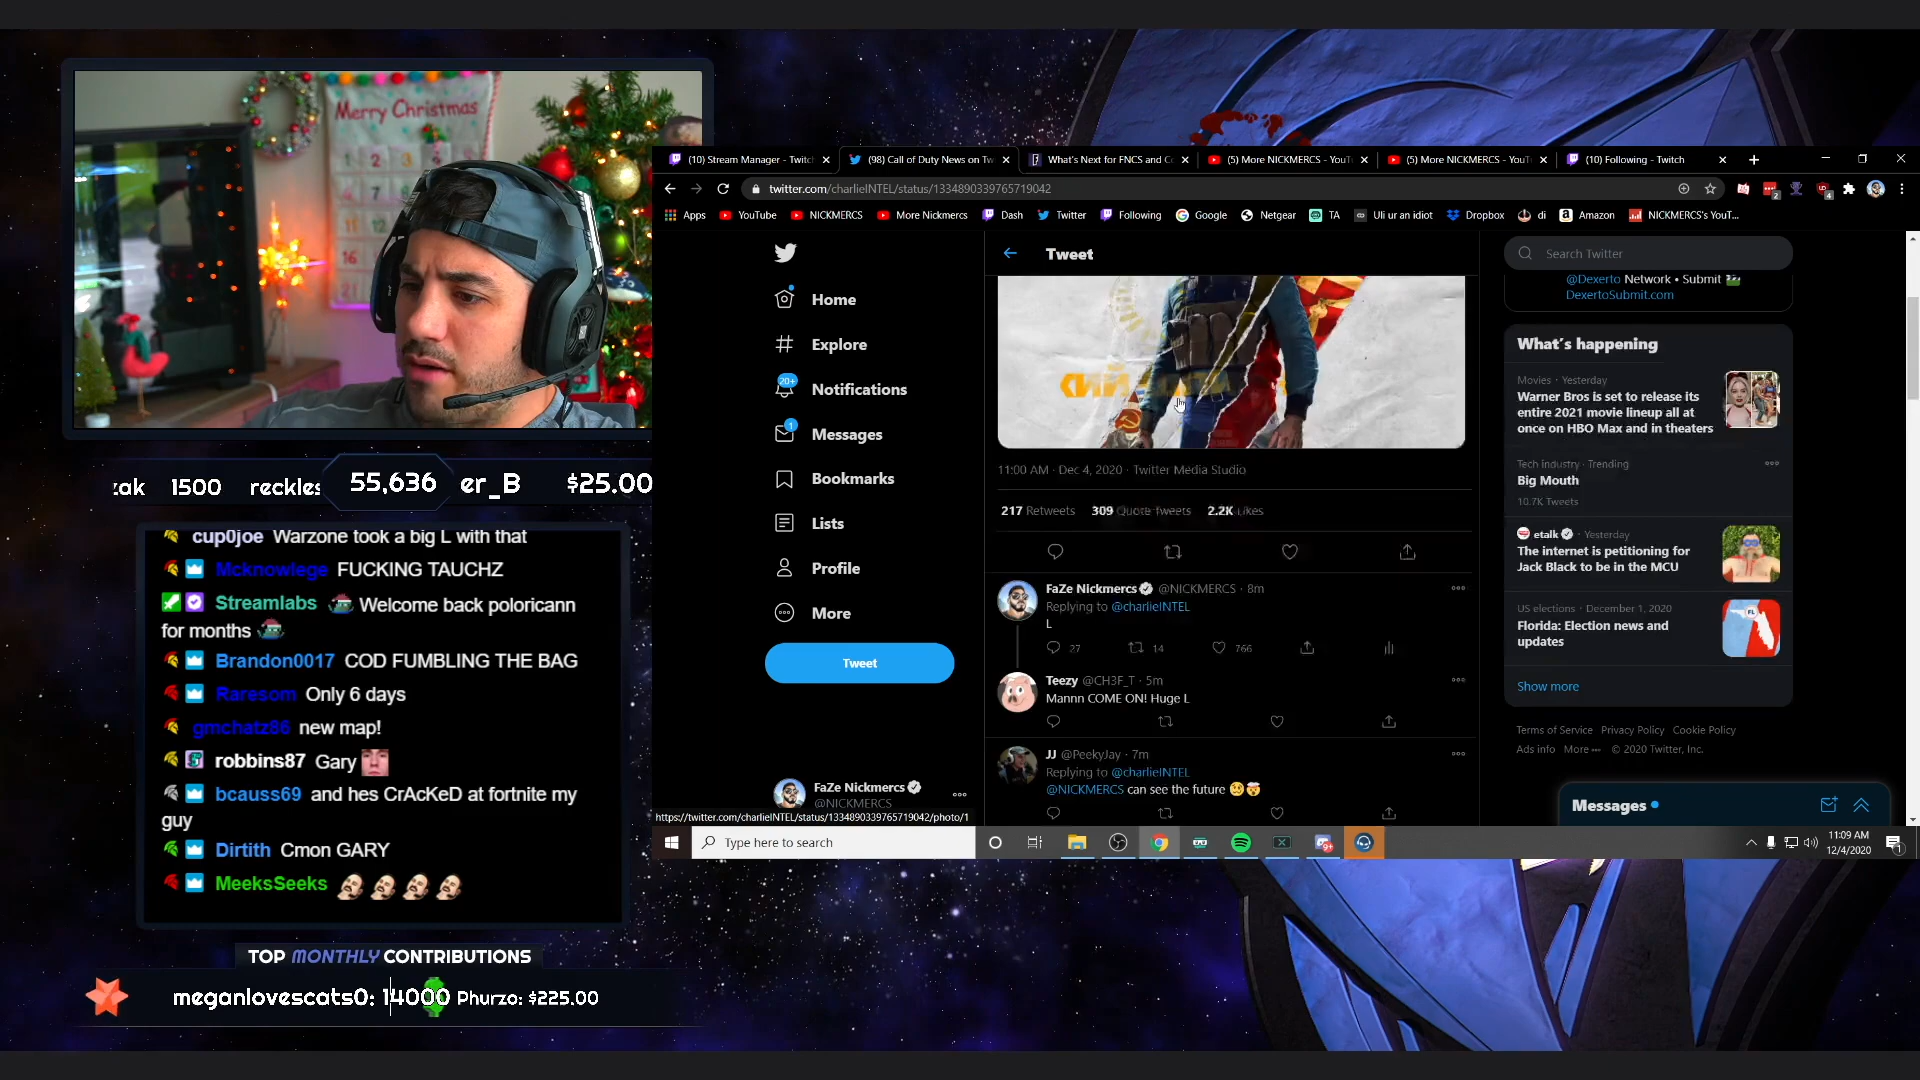 Merry Christmas
zak 1500 reckles 55,636 er_B $25.00
cup0joe Warzone took a big L with that
Mcknowlege FUCKING TAUCHZ
Streamlabs Welcome back poloricann
for months
Brandon0017 COD FUMBLING THE BAG
Raresom Only 6 days
gmchatz86 new map!
robbins87 Gary
bcauss69 and hes CrAcKeD at fortnite my
guy
Dirtith Cmon GARY
MeeksSeeks
TOP MONTHLY CONTRIBUTIONS
meganlovescats0: 14000 Phurzo: $225.00
(10) Stream Manager - Twitch
(98) Call of Duty News on Tw
What's Next for FNCS and C
(5) More NICKMERCS - YouT
(5) More NICKMERCS - YouT
(10) Following - Twitch
twitter.com/charlieINTEL/status/1334890339765719042
Apps YouTube NICKMERCS More Nickmercs Dash Twitter Following Google Netgear TA Uli ur an idiot Dropbox di Amazon NICKMERCS's YouT...
Home
Explore
20+
Notifications
1
Messages
Bookmarks
Lists
Profile
More
Tweet
FaZe Nickmercs
@NICKMERCS
https://twitter.com/charlieINTEL/status/1334890339765719042/photo/1
Tweet
11:00 AM · Dec 4, 2020 · Twitter Media Studio
217 Retweets 309 Quote Tweets 2.2K Likes
FaZe Nickmercs @NICKMERCS · 8m
Replying to @charlieINTEL
L
27 14 766
Teezy @CH3F_T · 5m
Mannn COME ON! Huge L
JJ @PeekyJay · 7m
Replying to @charlieINTEL
@NICKMERCS can see the future
Search Twitter
@Dexerto Network • Submit
DexertoSubmit.com
What's happening
Movies · Yesterday
Warner Bros is set to release its
entire 2021 movie lineup all at
once on HBO Max and in theaters
Tech industry · Trending
Big Mouth
10.7K Tweets
etalk · Yesterday
The internet is petitioning for
Jack Black to be in the MCU
US elections · December 1, 2020
Florida: Election news and
updates
Show more
Terms of Service Privacy Policy Cookie Policy
Ads info More © 2020 Twitter, Inc.
Messages
Type here to search
11:09 AM
12/4/2020